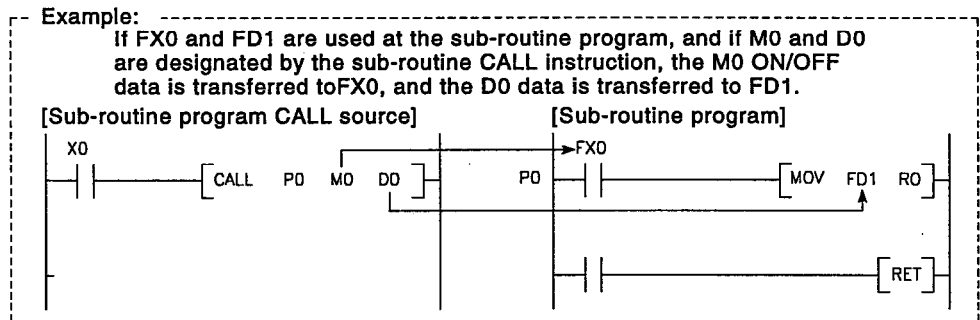 Example:
If FX0 and FD1 are used at the sub-routine program, and if M0 and D0
are designated by the sub-routine CALL instruction, the M0 ON/OFF
data is transferred toFX0, and the D0 data is transferred to FD1.
[Sub-routine program CALL source] [Sub-routine program]
X0 FX0
CALL P0 M0 D0 P0 MOV FD1 R0
RET